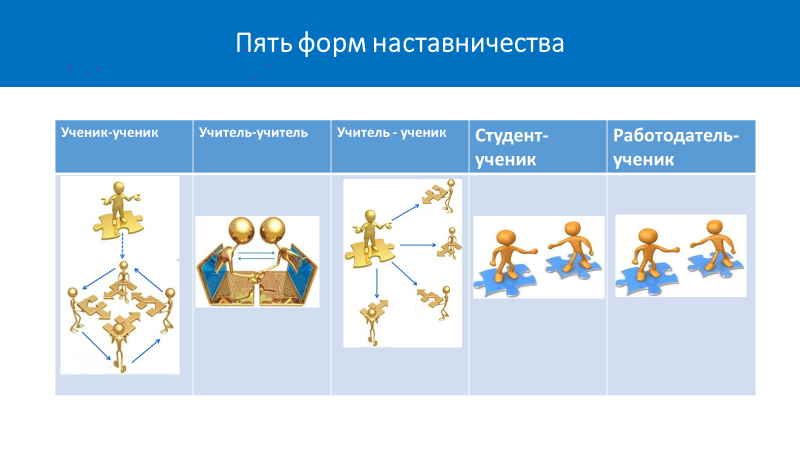 Пять форм наставничества
Ученик-ученик
Учитель-учитель
Учитель - ученик
Студент-
ученик
Работодатель-
ученик